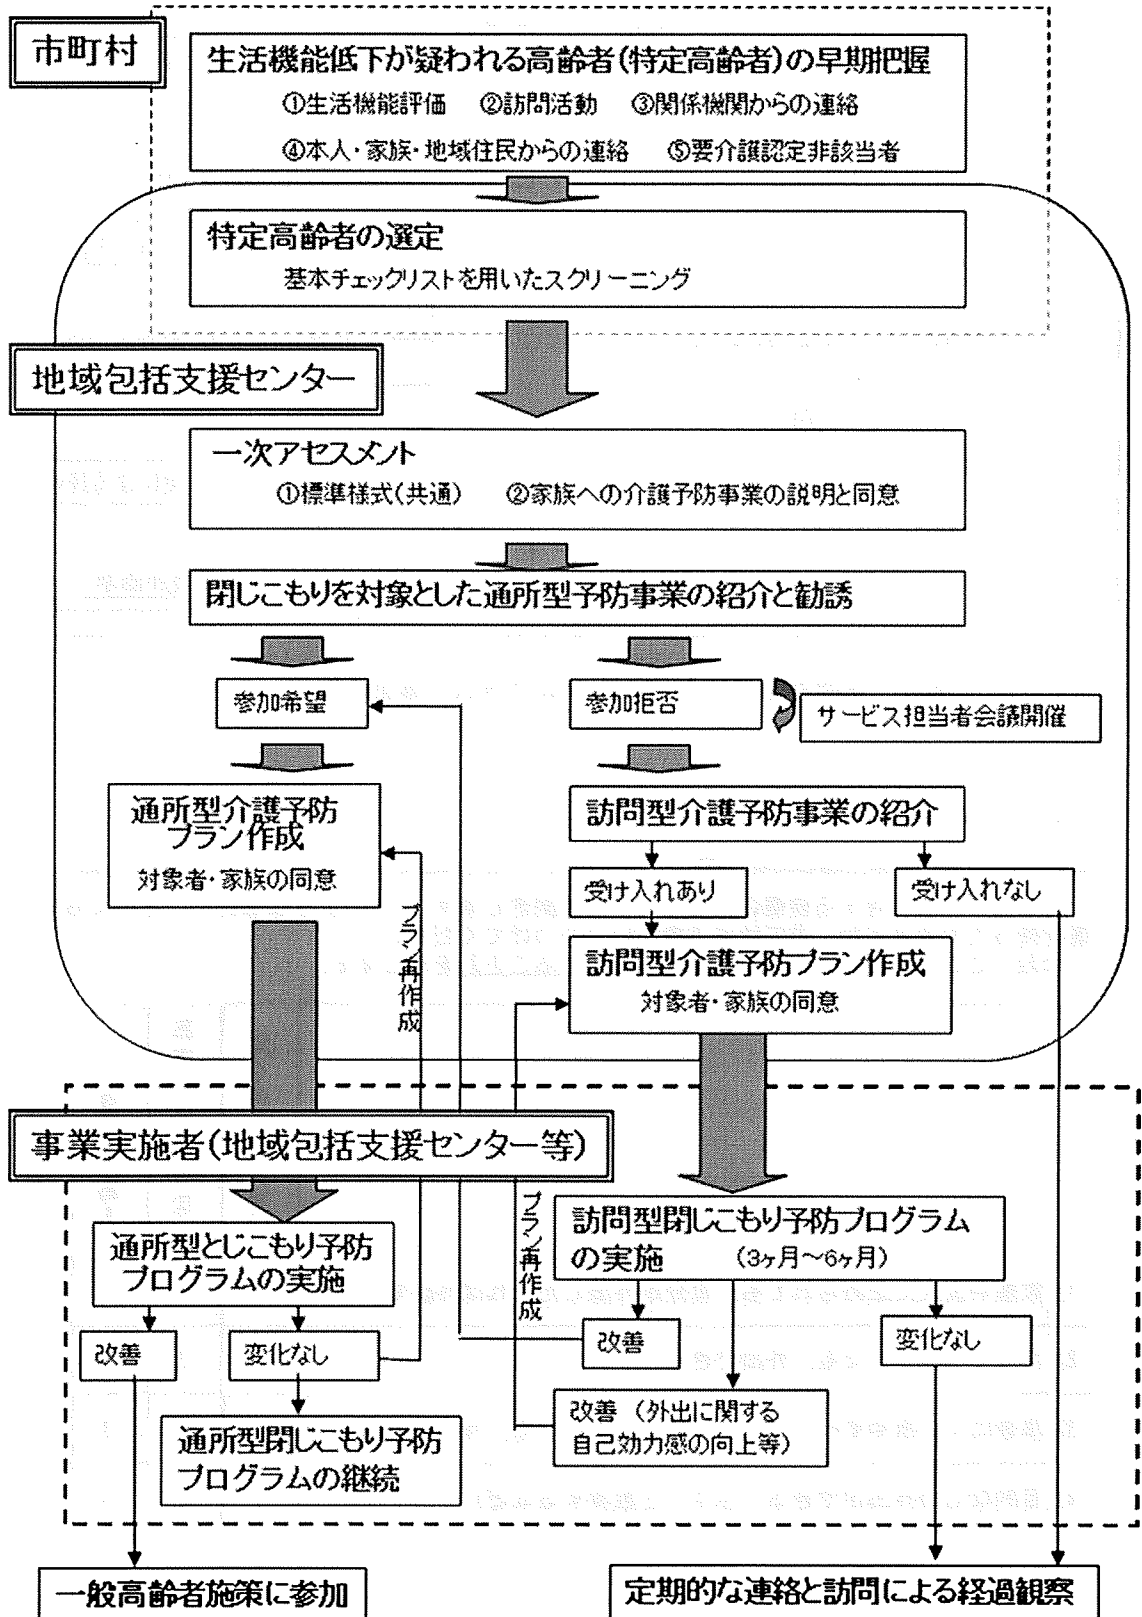 市町村
生活機能低下が疑われる高齢者(特定高齢者)の早期把握
①生活機能評価 ②訪問活動 ③関係機関からの連絡
④本人・家族・地域住民からの連絡 ⑤要介護認定非該当者
特定高齢者の選定
基本チェックリストを用いたスクリーニング
地域包括支援センター
一次アセスメント
①標準様式(共通) ②家族への介護予防事業の説明と同意
閉じこもりを対象とした通所型予防事業の紹介と勧誘
参加希望
参加拒否
サービス担当者会議開催
通所型介護予防
プラン作成
対象者・家族の同意
訪問型介護予防事業の紹介
受け入れあり
受け入れなし
プラン再作成
訪問型介護予防プラン作成
対象者・家族の同意
事業実施者(地域包括支援センター等)
通所型とじこもり予防
プログラムの実施
プラン再作成
訪問型閉じこもり予防プログラム
の実施 (3ヶ月~6ヶ月)
改善
変化なし
改善
変化なし
通所型閉じこもり予防
プログラムの継続
改善 (外出に関する
自己効力感の向上等)
一般高齢者施策に参加
定期的な連絡と訪問による経過観察